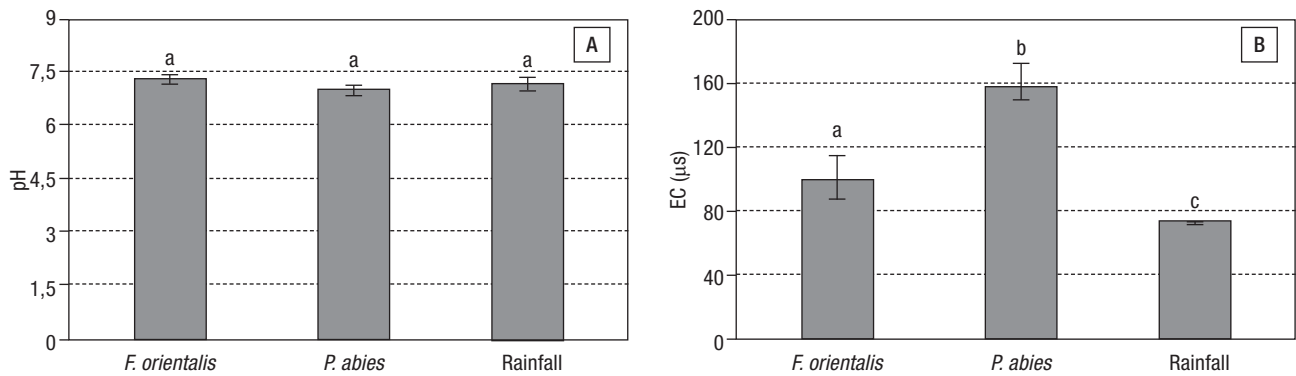 A
9
7,5
6
4,5
3
1,5
0
pH
a
a
a
F. orientalis
P. abies
Rainfall
B
200
160
120
80
40
0
EC (µs)
a
b
c
F. orientalis
P. abies
Rainfall